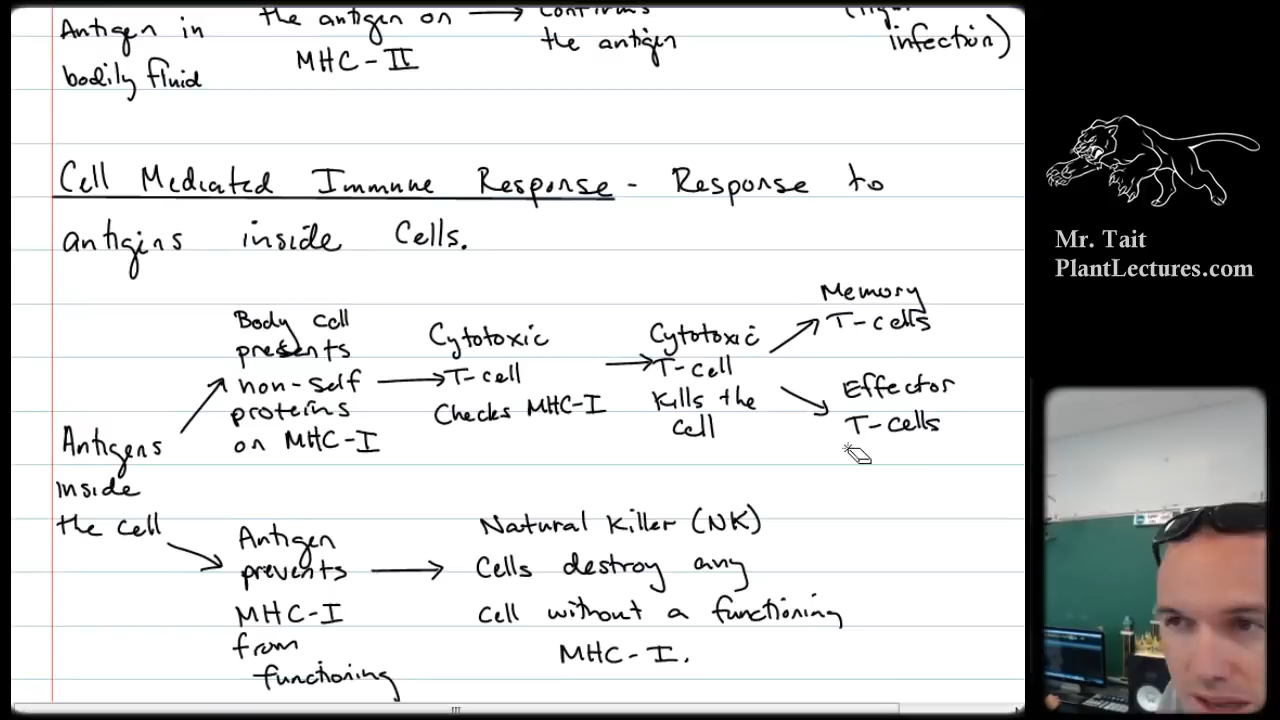 Antigen in
bodily fluid
the antigen on
MHC-II
Confirms
the antigen
infection)
Cell Mediated Immune Response - Response to
antigins inside Cells.
Antigens
inside
the cell
Body cell
presents
non-self
proteins
on MHC-I
Cytotoxic
T-cell
Checks MHC-I
Cytotoxic
T-cell
Kills the
cell
Memory
T-cells
Effector
T-cells
Antigen
prevents
MHC-I
from
functioning
Natural Killer (NK)
Cells destroy any
Cell without a functioning
MHC-I.
Mr. Tait
PlantLectures.com